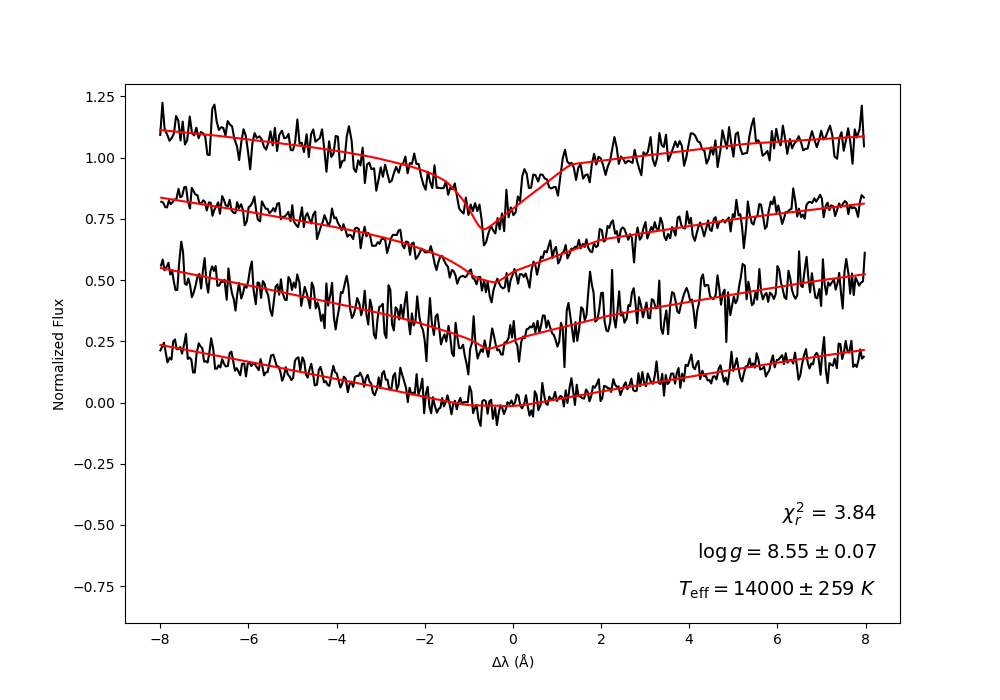 1.25
1.00
0.75
0.50
0.25
0.00
−0.25
−0.50
−0.75
Normalized Flux
χ²ᵣ = 3.84
log g = 8.55 ± 0.07
T_eff = 14000 ± 259 K
−8 −6 −4 −2 0 2 4 6 8
Δλ (Å)